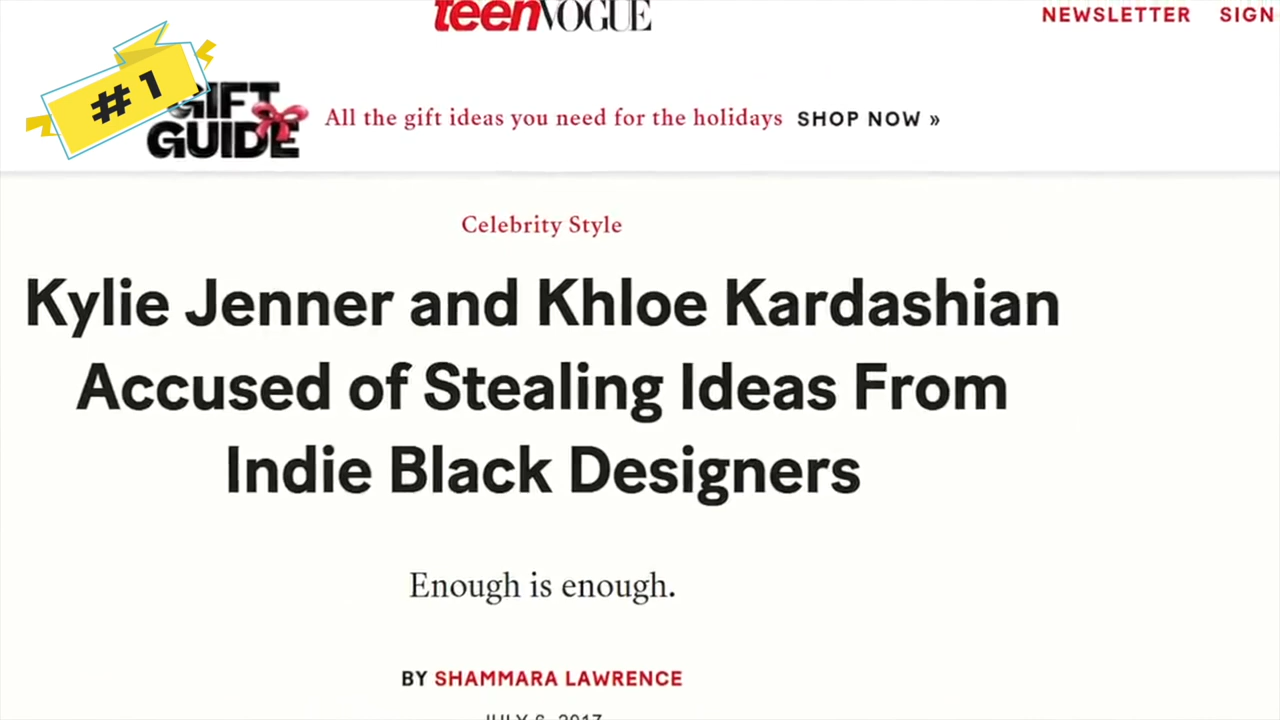 teenVOGUE
NEWSLETTER SIGN
#1
GIFT
GUIDE
All the gift ideas you need for the holidays SHOP NOW »
Celebrity Style
Kylie Jenner and Khloe Kardashian
Accused of Stealing Ideas From
Indie Black Designers
Enough is enough.
BY SHAMMARA LAWRENCE
JULY 6, 2017